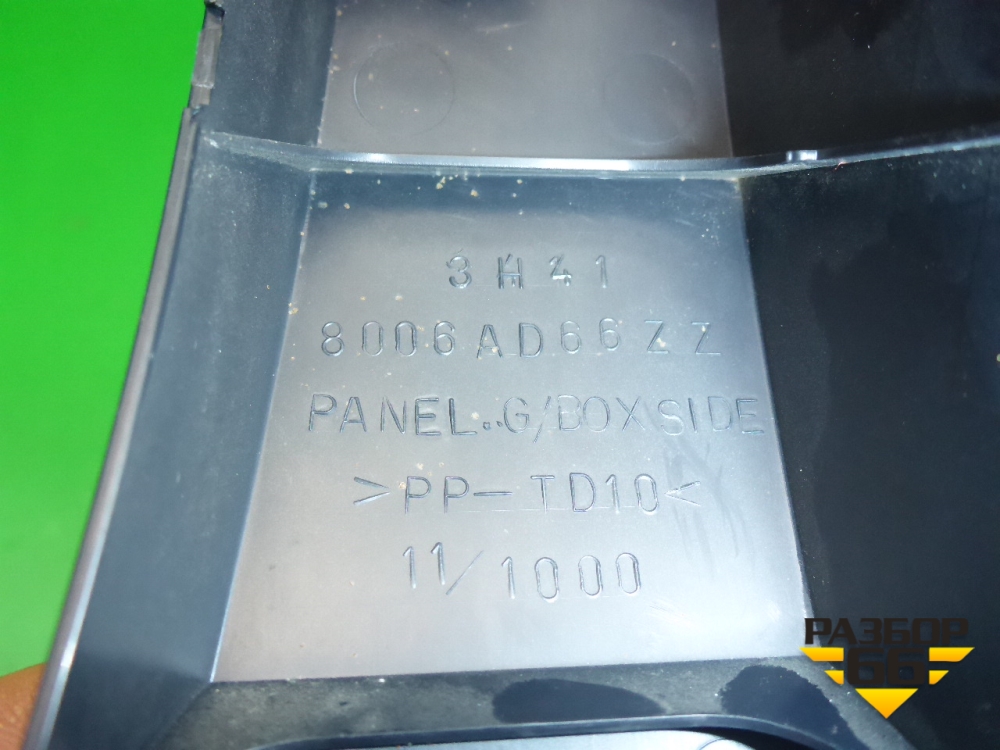 3H41
8006AD66ZZ
PANEL..G/BOX SIDE
>PP-TD10<
11/1000
РАЗБОР
66